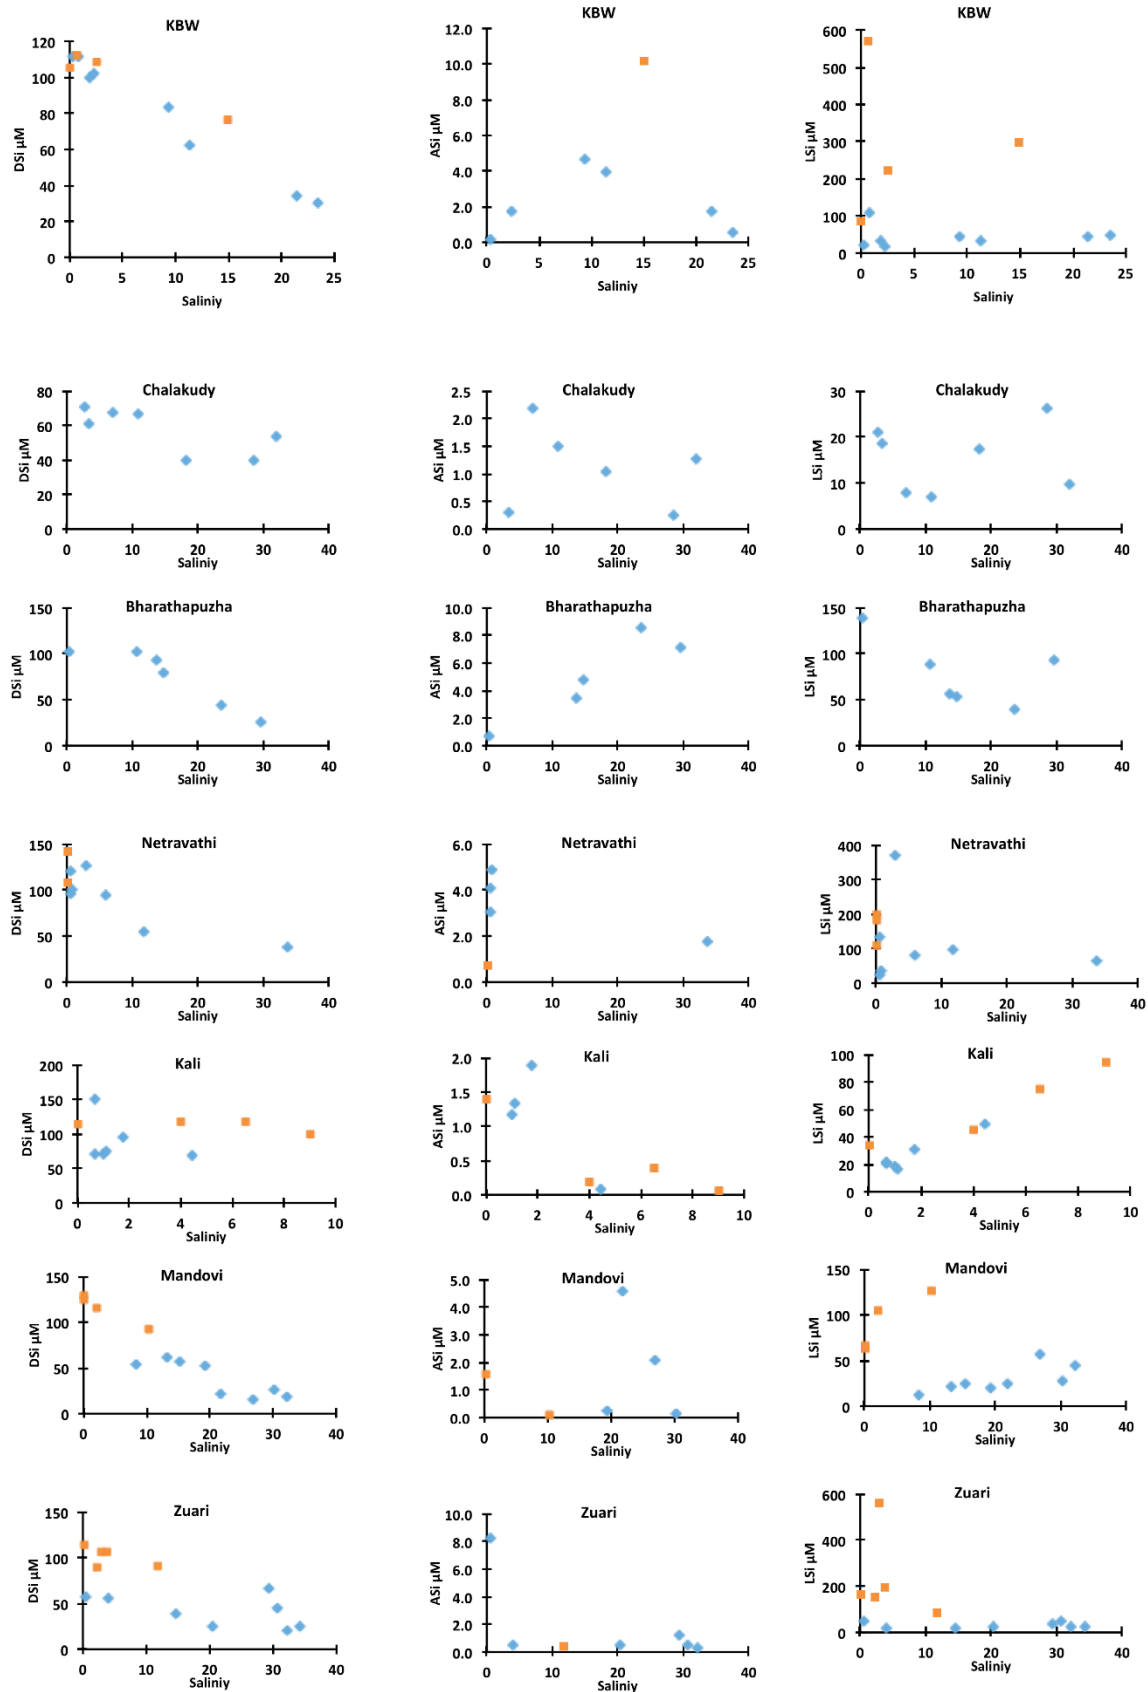 KBW
120
100
80
60
40
20
0
DSi µM
0 5 10 15 20 25
Saliniy
KBW
12.0
10.0
8.0
6.0
4.0
2.0
0.0
ASi µM
0 5 10 15 20 25
Saliniy
KBW
600
500
400
300
200
100
0
LSi µM
0 5 10 15 20 25
Saliniy
Chalakudy
80
60
40
20
0
DSi µM
0 10 20 30 40
Saliniy
Chalakudy
2.5
2.0
1.5
1.0
0.5
0.0
ASi µM
0 10 20 30 40
Saliniy
Chalakudy
30
20
10
0
LSi µM
0 10 20 30 40
Saliniy
Bharathapuzha
150
100
50
0
DSi µM
0 10 20 30 40
Saliniy
Bharathapuzha
10.0
8.0
6.0
4.0
2.0
0.0
ASi µM
0 10 20 30 40
Saliniy
Bharathapuzha
150
100
50
0
LSi µM
0 10 20 30 40
Saliniy
Netravathi
150
100
50
0
DSi µM
0 10 20 30 40
Saliniy
Netravathi
6.0
4.0
2.0
0.0
ASi µM
0 10 20 30 40
Saliniy
Netravathi
400
300
200
100
0
LSi µM
0 10 20 30 40
Saliniy
Kali
200
150
100
50
0
DSi µM
0 2 4 6 8 10
Saliniy
Kali
2.0
1.5
1.0
0.5
0.0
ASi µM
0 2 4 6 8 10
Saliniy
Kali
100
80
60
40
20
0
LSi µM
0 2 4 6 8 10
Saliniy
Mandovi
150
100
50
0
DSi µM
0 10 20 30 40
Saliniy
Mandovi
5.0
4.0
3.0
2.0
1.0
0.0
ASi µM
0 10 20 30 40
Saliniy
Mandovi
150
100
50
0
LSi µM
0 10 20 30 40
Saliniy
Zuari
150
100
50
0
DSi µM
0 10 20 30 40
Saliniy
Zuari
10.0
8.0
6.0
4.0
2.0
0.0
ASi µM
0 10 20 30 40
Saliniy
Zuari
600
400
200
0
LSi µM
0 10 20 30 40
Saliniy